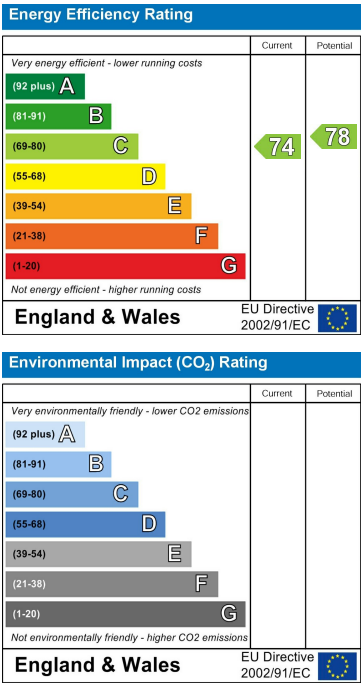 Energy Efficiency Rating
Current Potential
Very energy efficient - lower running costs
(92 plus) A
(81-91) B
(69-80) C 74 78
(55-68) D
(39-54) E
(21-38) F
(1-20) G
Not energy efficient - higher running costs
England & Wales EU Directive
2002/91/EC
Environmental Impact (CO₂) Rating
Current Potential
Very environmentally friendly - lower CO2 emissions
(92 plus) A
(81-91) B
(69-80) C
(55-68) D
(39-54) E
(21-38) F
(1-20) G
Not environmentally friendly - higher CO2 emissions
England & Wales EU Directive
2002/91/EC